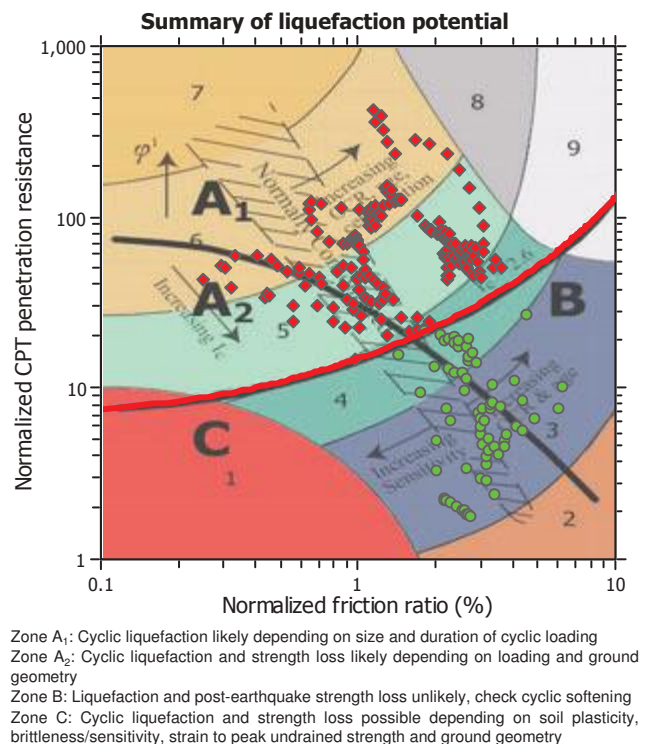 Summary of liquefaction potential
1,000
100
10
1
0.1
1
10
Normalized CPT penetration resistance
Normalized friction ratio (%)
7
8
9
φ'
A1
6
A2
5
Increasing Ic
Increasing
2.6
B
4
C
1
3
Increasing
Sensitivity
2
Zone A1: Cyclic liquefaction likely depending on size and duration of cyclic loading
Zone A2: Cyclic liquefaction and strength loss likely depending on loading and ground
geometry
Zone B: Liquefaction and post-earthquake strength loss unlikely, check cyclic softening
Zone C: Cyclic liquefaction and strength loss possible depending on soil plasticity,
brittleness/sensitivity, strain to peak undrained strength and ground geometry